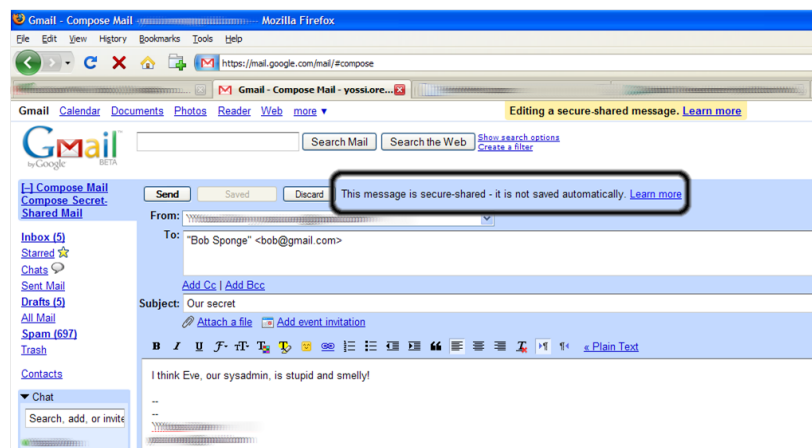 Gmail - Compose Mail - Mozilla Firefox
File Edit View History Bookmarks Tools Help
https://mail.google.com/mail/#compose
Gmail - Compose Mail - yossi.ore...
Gmail Calendar Documents Photos Reader Web more ▼ Editing a secure-shared message. Learn more
Gmail by Google BETA
Search Mail Search the Web Show search options
Create a filter
[–] Compose Mail
Compose Secret-
Shared Mail
Send Saved Discard This message is secure-shared - it is not saved automatically. Learn more
From:
To: "Bob Sponge" <bob@gmail.com>
Add Cc | Add Bcc
Subject: Our secret
Attach a file Add event invitation
B I U « Plain Text
I think Eve, our sysadmin, is stupid and smelly!
--
--
Inbox (5)
Starred
Chats
Sent Mail
Drafts (5)
All Mail
Spam (697)
Trash
Contacts
▼ Chat
Search, add, or invite